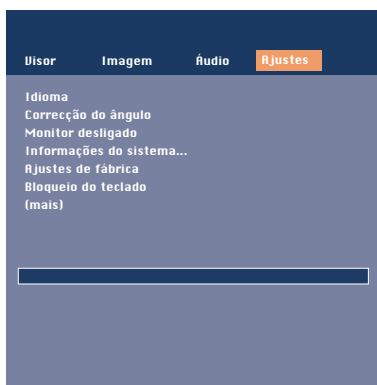 Visor Imagem Áudio Ajustes
Idioma
Correcção do ângulo
Monitor desligado
Informações do sistema...
Ajustes de fábrica
Bloqueio do teclado
(mais)